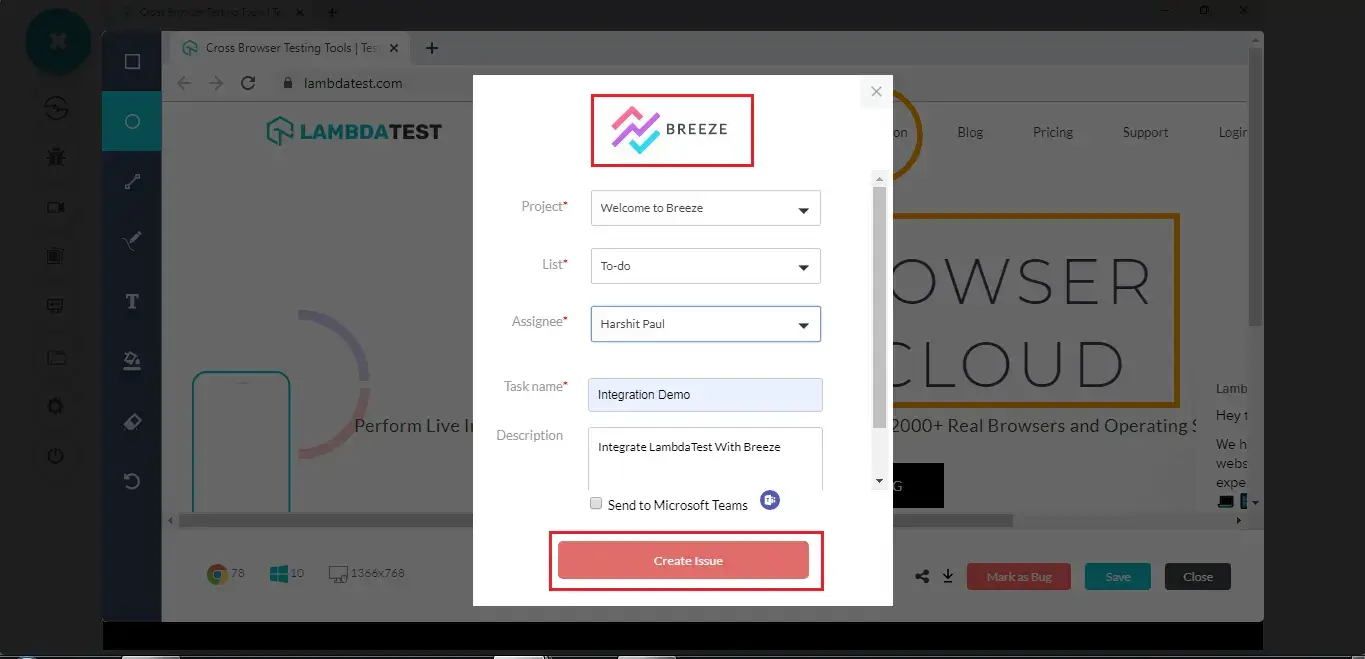 Cross Browser Testing Tools | Te
Cross Browser Testing Tools | Tes
lambdatest.com
LAMBDATEST
on
Blog
Pricing
Support
Login
BREEZE
Project*
Welcome to Breeze
List*
To-do
Assignee*
Harshit Paul
Task name*
Integration Demo
Description
Integrate LambdaTest With Breeze
Send to Microsoft Teams
Create Issue
OWSER
CLOUD
Perform Live In
2000+ Real Browsers and Operating S
G
T
Lamb
Hey t
We h
webs
expe
78
10
1366x768
Mark as Bug
Save
Close